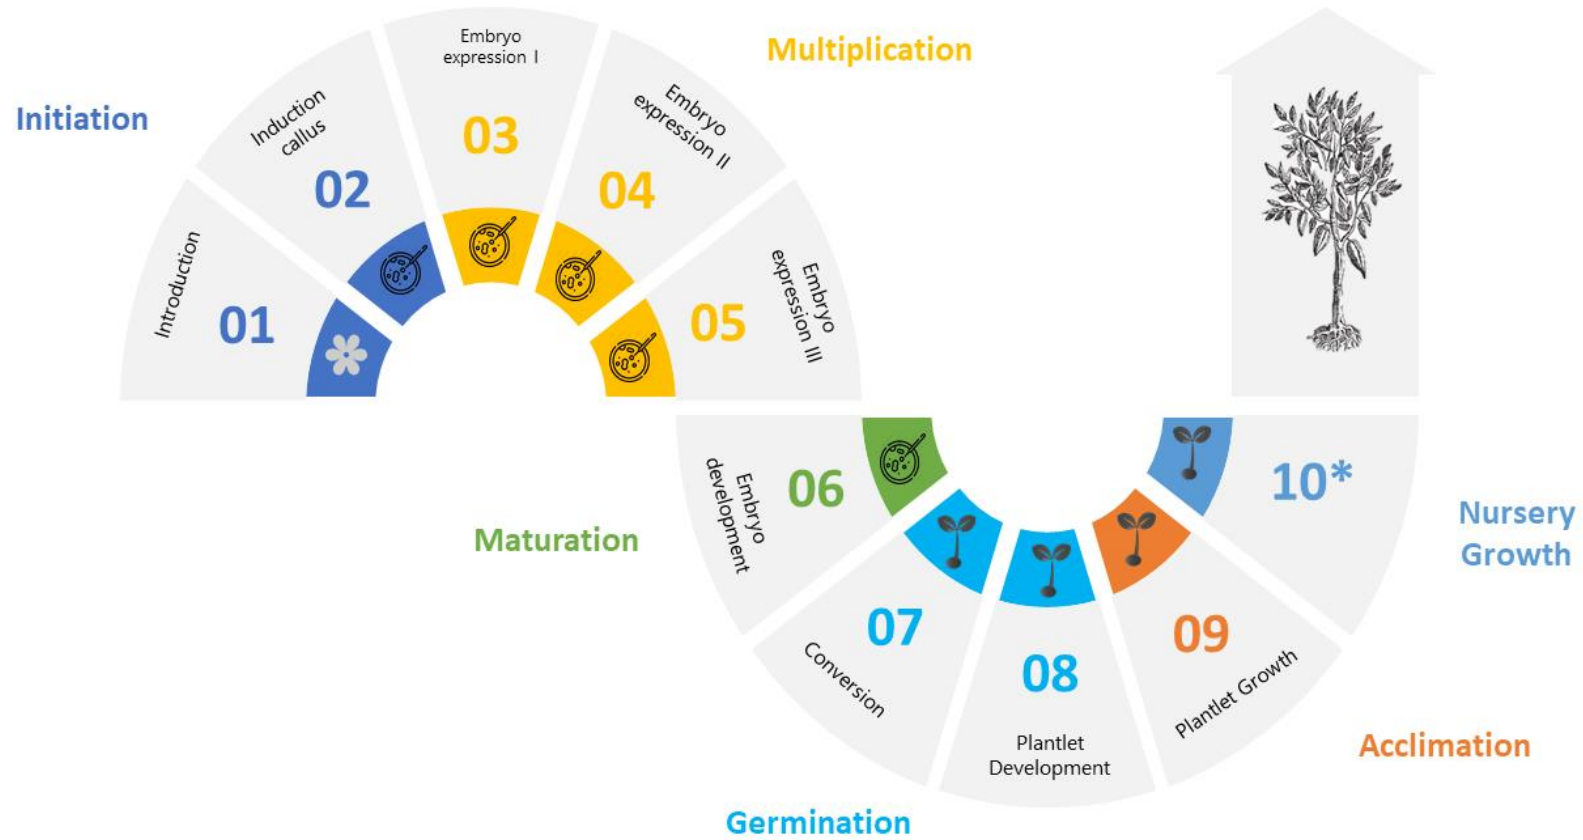 Initiation
Introduction
01
Induction
callus
02
Embryo
expression I
03
Multiplication
Embryo
expression II
04
Embryo
expression III
05
Maturation
Embryo
development
06
Germination
Conversion
07
08
Plantlet
Development
09
Plantlet Growth
Acclimation
10*
Nursery
Growth